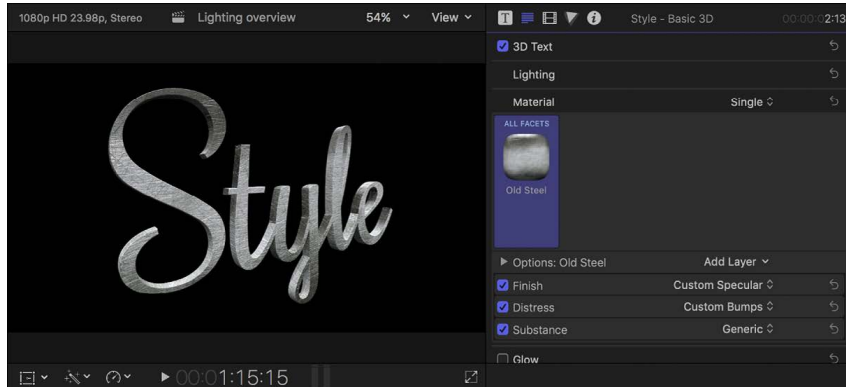 1080p HD 23.98p, Stereo Lighting overview 54% View
T i Style - Basic 3D 00:00:02:13
3D Text
Lighting
Material Single
ALL FACETS
Old Steel
Style
Options: Old Steel Add Layer
Finish Custom Specular
Distress Custom Bumps
Substance Generic
Glow
00:01:15:15